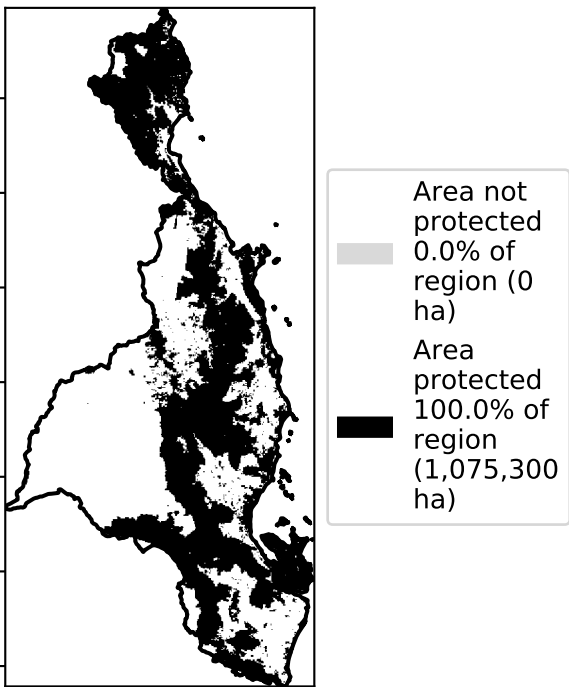 Area not
protected
0.0% of
region (0
ha)
Area
protected
100.0% of
region
(1,075,300
ha)